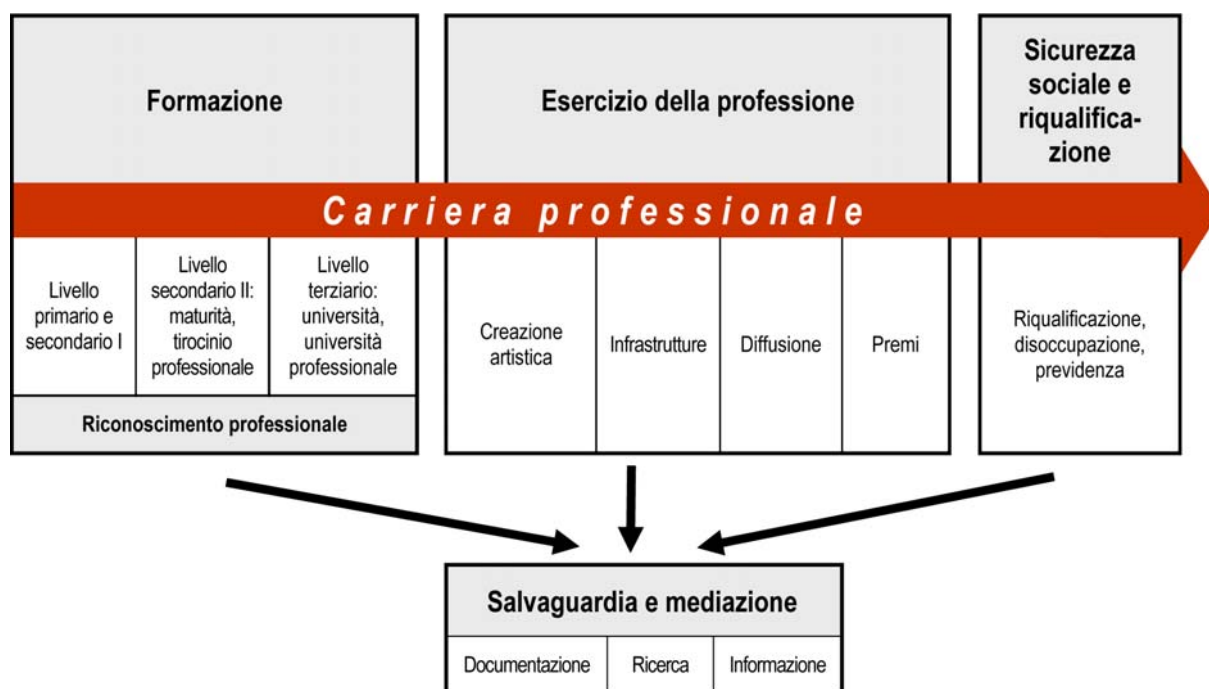 Formazione
Esercizio della professione
Sicurezza
sociale e
riqualifica-
zione
Carriera professionale
Livello
primario e
secondario I
Livello
secondario II:
maturità,
tirocinio
professionale
Livello
terziario:
università,
università
professionale
Riconoscimento professionale
Creazione
artistica
Infrastrutture
Diffusione
Premi
Riqualificazione,
disoccupazione,
previdenza
Salvaguardia e mediazione
Documentazione
Ricerca
Informazione